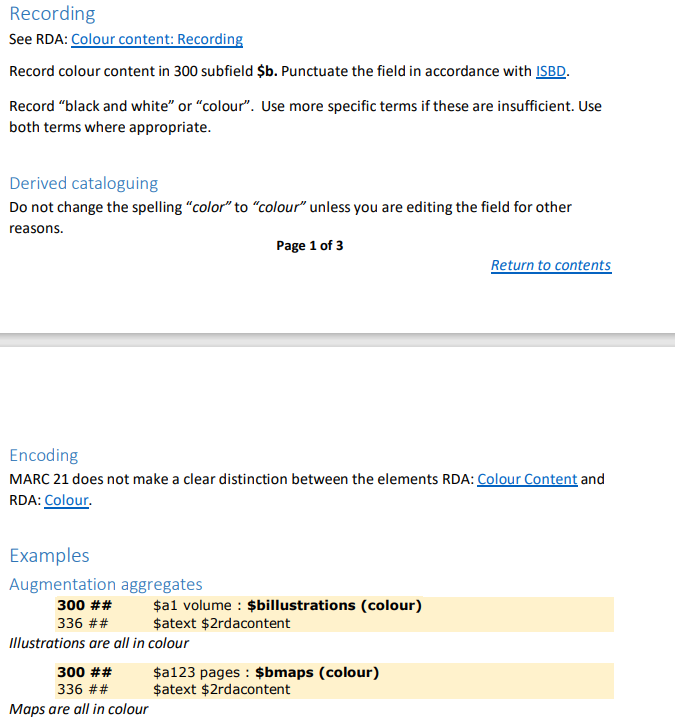 Recording
See RDA: Colour content: Recording
Record colour content in 300 subfield $b. Punctuate the field in accordance with ISBD.
Record “black and white” or “colour”.  Use more specific terms if these are insufficient. Use
both terms where appropriate.
Derived cataloguing
Do not change the spelling “color” to “colour” unless you are editing the field for other
reasons.
Page 1 of 3
Return to contents
Encoding
MARC 21 does not make a clear distinction between the elements RDA: Colour Content and
RDA: Colour.
Examples
Augmentation aggregates
300 ## $a1 volume : $billustrations (colour)
336 ## $atext $2rdacontent
Illustrations are all in colour
300 ## $a123 pages : $bmaps (colour)
336 ## $atext $2rdacontent
Maps are all in colour